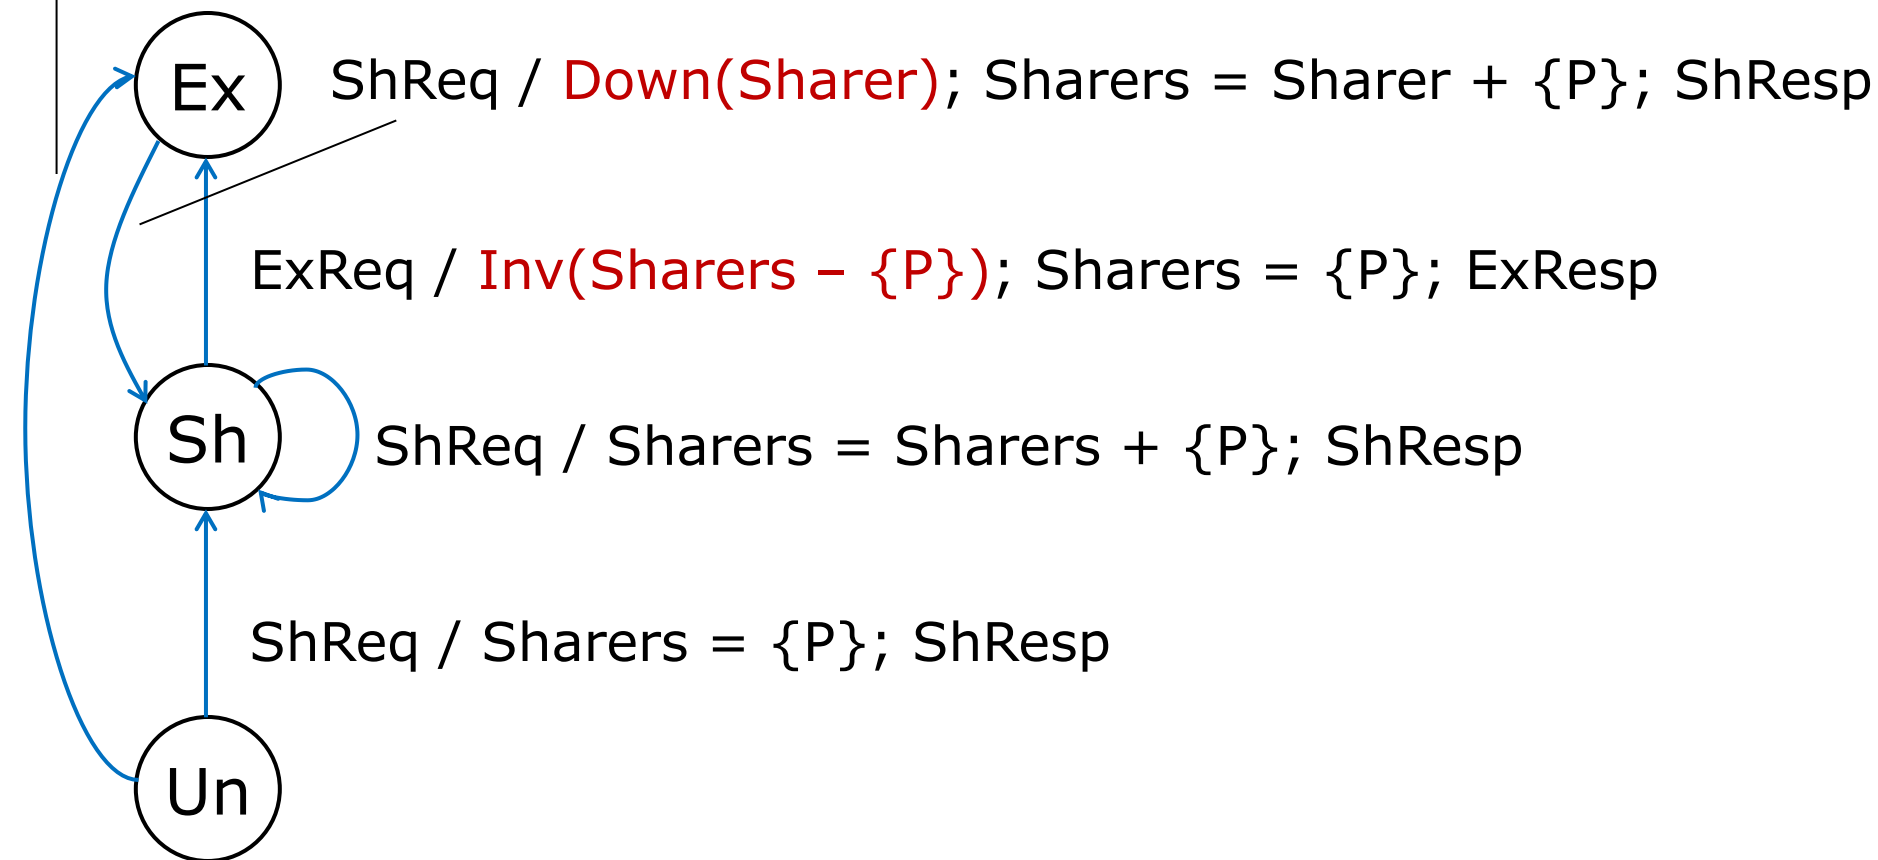 Ex
ShReq / Down(Sharer); Sharers = Sharer + {P}; ShResp
ExReq / Inv(Sharers – {P}); Sharers = {P}; ExResp
Sh
ShReq / Sharers = Sharers + {P}; ShResp
ShReq / Sharers = {P}; ShResp
Un